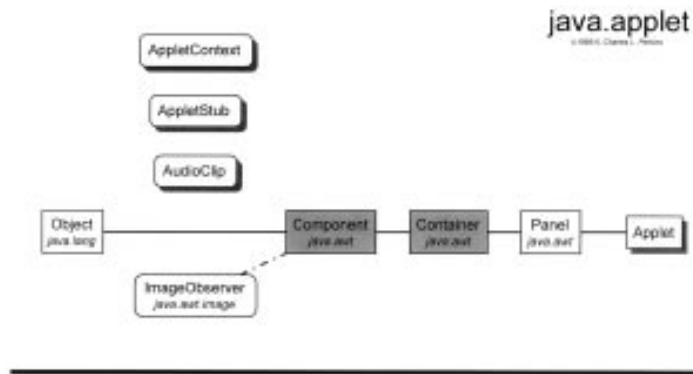 java.applet
AppletContext
AppletStub
AudioClip
Object
java.lang
Component
java.awt
Container
java.awt
Panel
java.awt
Applet
ImageObserver
java.awt.image